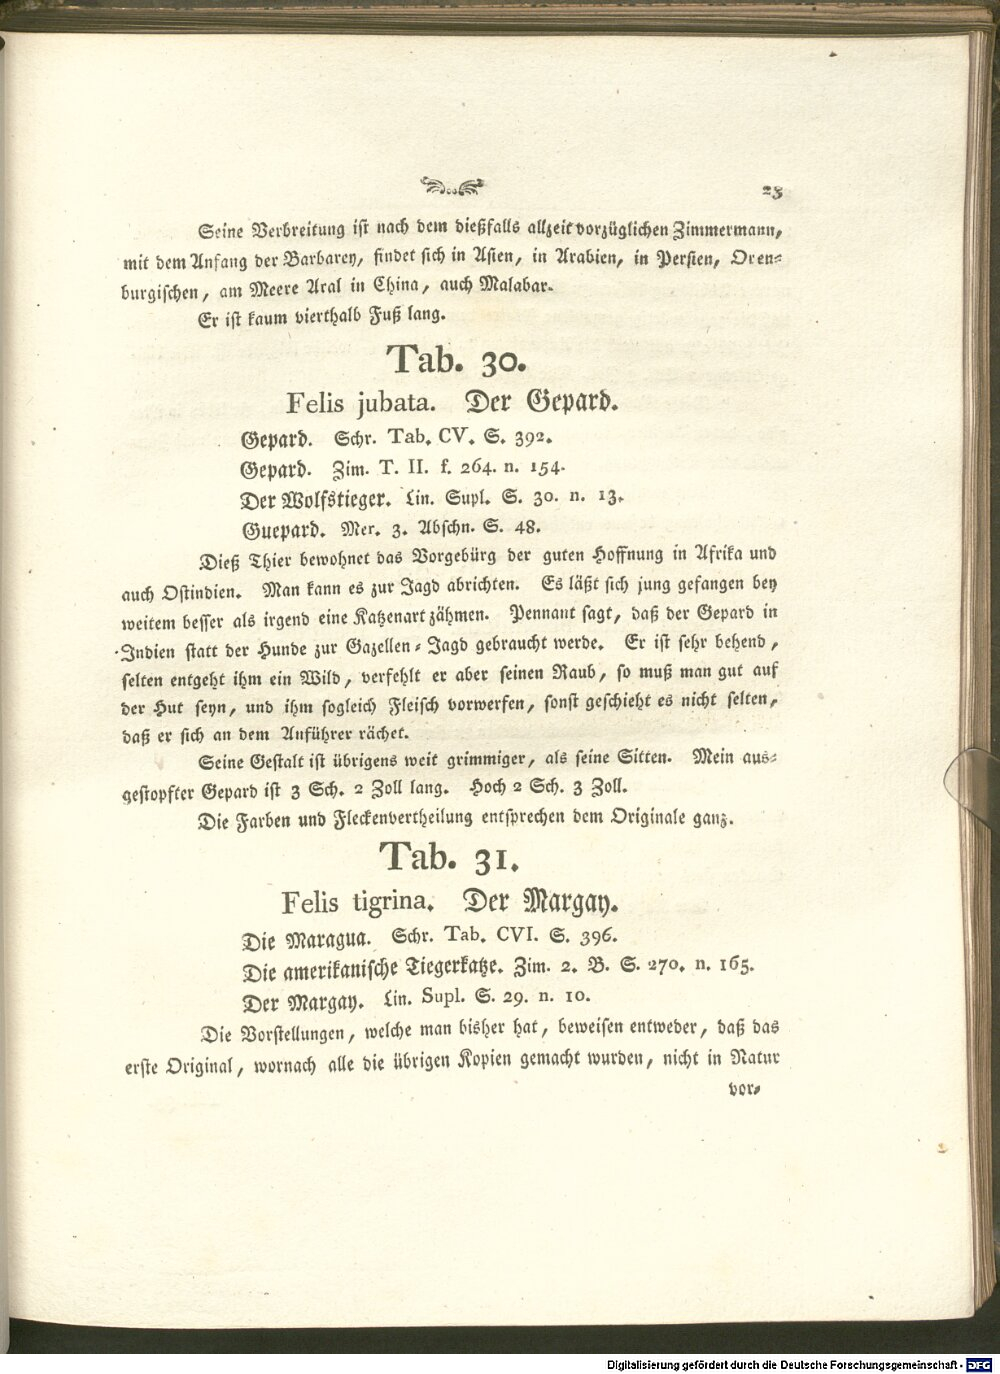 23
Seine Verbreitung ist nach dem dießfalls allzeit vorzüglichen Zimmermann,
mit dem Anfang der Barbarey, findet sich in Asien, in Arabien, in Persien, Oren-
burgischen, am Meere Aral in China, auch Malabar.
Er ist kaum vierthalb Fuß lang.
Tab. 30.
Felis jubata. Der Gepard.
Gepard. Schr. Tab. CV. S. 392.
Gepard. Zim. T. II. f. 264. n. 154.
Der Wolfstieger. Lin. Supl. S. 30. n. 13.
Guepard. Mer. 3. Abschn. S. 48.
Dieß Thier bewohnet das Vorgebürg der guten Hoffnung in Afrika und
auch Ostindien. Man kann es zur Jagd abrichten. Es läßt sich jung gefangen bey
weitem besser als irgend eine Katzenart zähmen. Pennant sagt, daß der Gepard in
Indien statt der Hunde zur Gazellen-Jagd gebraucht werde. Er ist sehr behend,
selten entgeht ihm ein Wild, verfehlt er aber seinen Raub, so muß man gut auf
der Hut seyn, und ihm sogleich Fleisch vorwerfen, sonst geschieht es nicht selten,
daß er sich an dem Anführer rächet.
Seine Gestalt ist übrigens weit grimmiger, als seine Sitten. Mein aus-
gestopfter Gepard ist 3 Sch. 2 Zoll lang. Hoch 2 Sch. 3 Zoll.
Die Farben und Fleckenvertheilung entsprechen dem Originale ganz.
Tab. 31.
Felis tigrina. Der Margay.
Die Maragua. Schr. Tab. CVI. S. 396.
Die amerikanische Tiegerkatze. Zim. 2. B. S. 270. n. 165.
Der Margay. Lin. Supl. S. 29. n. 10.
Die Vorstellungen, welche man bisher hat, beweisen entweder, daß das
erste Original, wornach alle die übrigen Kopien gemacht wurden, nicht in Natur
vor-
Digitalisierung gefördert durch die Deutsche Forschungsgemeinschaft - DFG